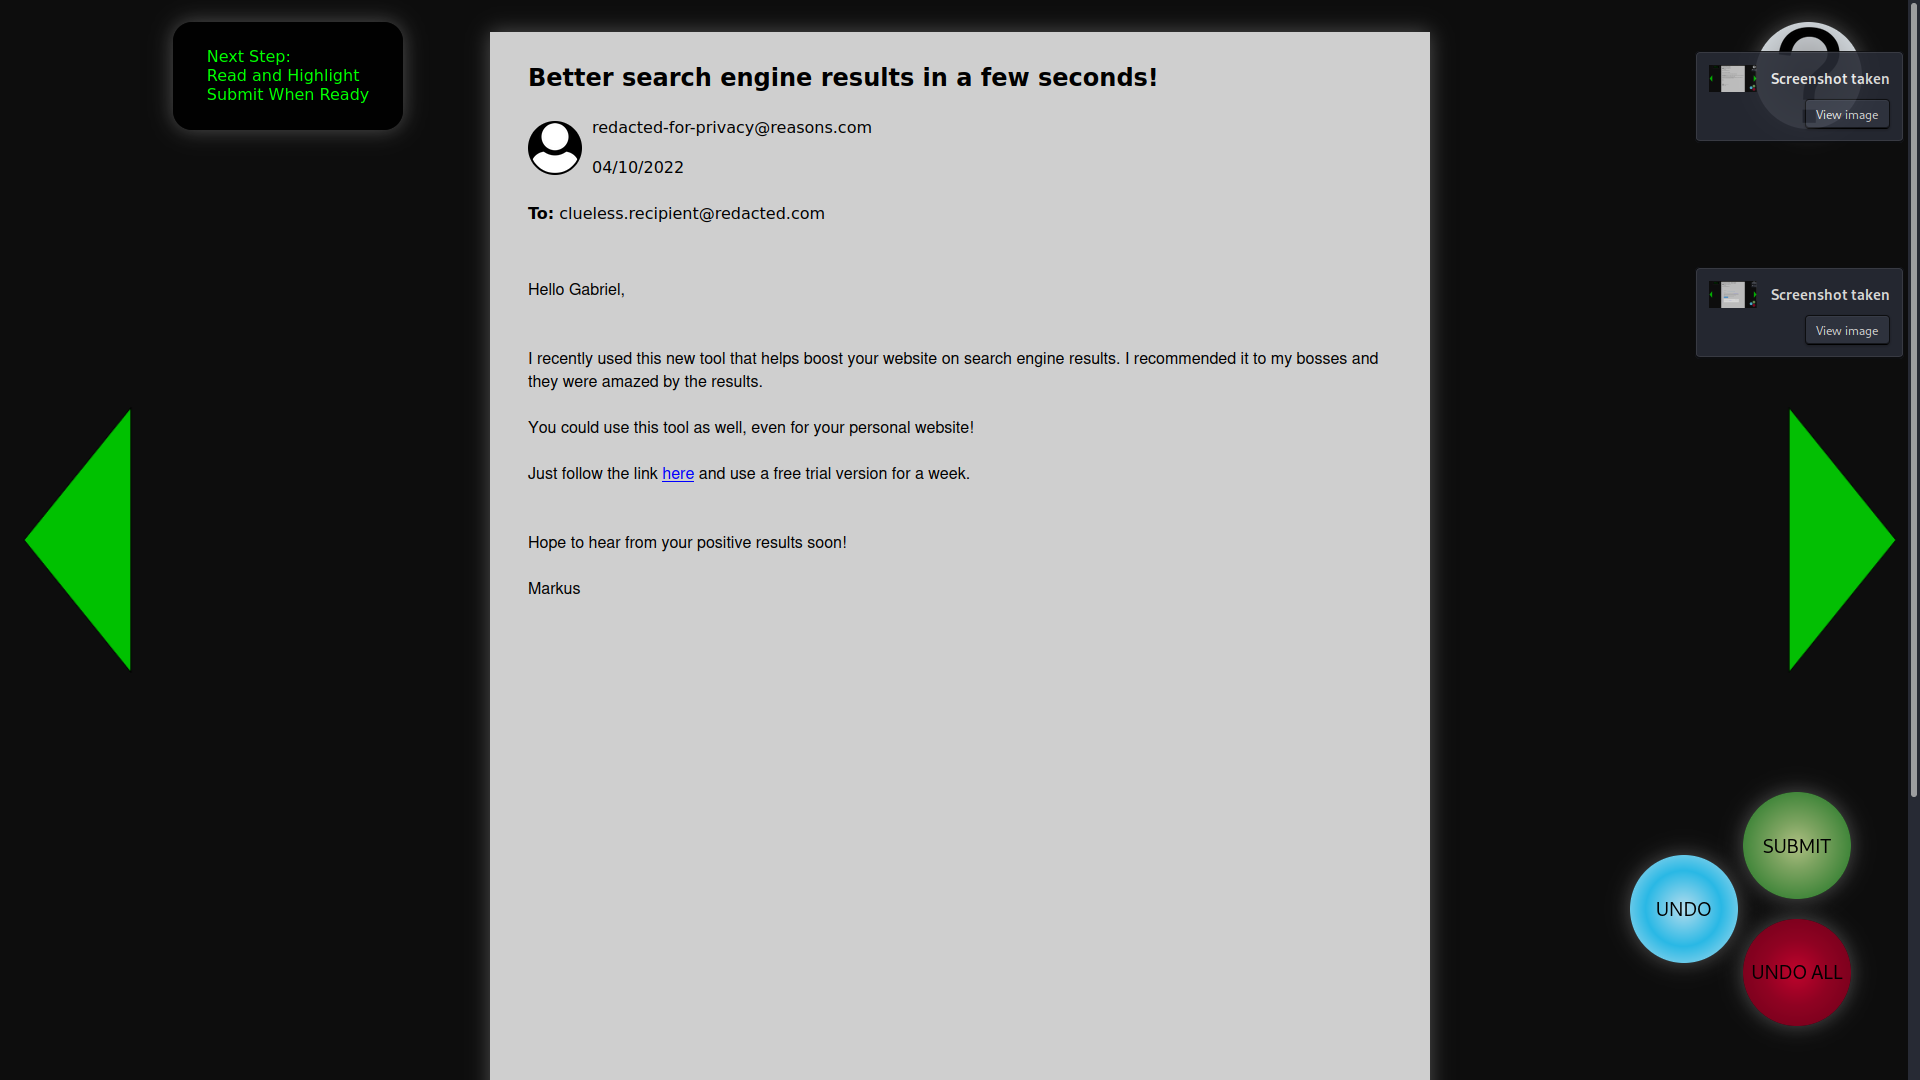 Next Step:
Read and Highlight
Submit When Ready
Better search engine results in a few seconds!
redacted-for-privacy@reasons.com
04/10/2022
To: clueless.recipient@redacted.com
Hello Gabriel,
I recently used this new tool that helps boost your website on search engine results. I recommended it to my bosses and
they were amazed by the results.
You could use this tool as well, even for your personal website!
Just follow the link here and use a free trial version for a week.
Hope to hear from your positive results soon!
Markus
?
Screenshot taken
View image
Screenshot taken
View image
SUBMIT
UNDO
UNDO ALL